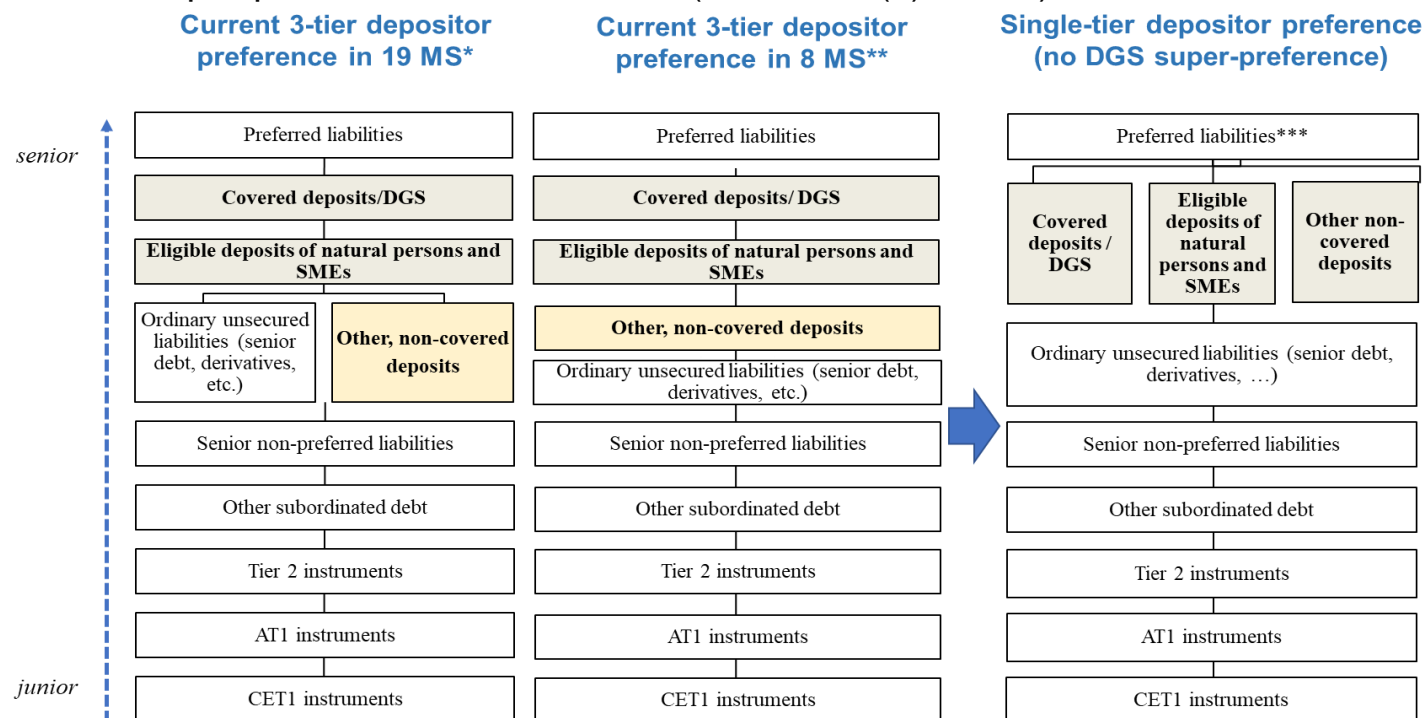 Current 3-tier depositor
preference in 19 MS*
Current 3-tier depositor
preference in 8 MS**
Single-tier depositor preference
(no DGS super-preference)
senior
junior
Preferred liabilities
Covered deposits/DGS
Eligible deposits of natural persons and
SMEs
Ordinary unsecured
liabilities (senior
debt, derivatives,
etc.)
Other, non-covered
deposits
Senior non-preferred liabilities
Other subordinated debt
Tier 2 instruments
AT1 instruments
CET1 instruments
Preferred liabilities
Covered deposits/ DGS
Eligible deposits of natural persons and
SMEs
Other, non-covered deposits
Ordinary unsecured liabilities (senior debt,
derivatives, etc.)
Senior non-preferred liabilities
Other subordinated debt
Tier 2 instruments
AT1 instruments
CET1 instruments
Preferred liabilities***
Covered
deposits /
DGS
Eligible
deposits of
natural
persons and
SMEs
Other non-
covered
deposits
Ordinary unsecured liabilities (senior debt,
derivatives, …)
Senior non-preferred liabilities
Other subordinated debt
Tier 2 instruments
AT1 instruments
CET1 instruments